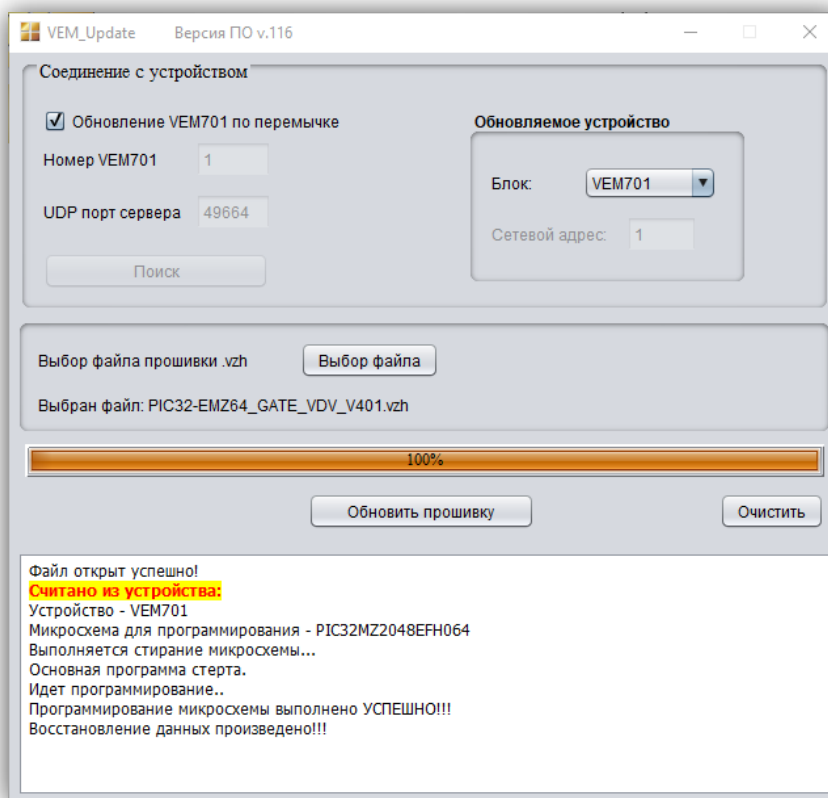 VEM_Update Версия ПО v.116
Соединение с устройством
Обновление VEM701 по перемычке
Номер VEM701 1
UDP порт сервера 49664
Поиск
Обновляемое устройство
Блок: VEM701
Сетевой адрес: 1
Выбор файла прошивки .vzh Выбор файла
Выбран файл: PIC32-EMZ64_GATE_VDV_V401.vzh
100%
Обновить прошивку Очистить
Файл открыт успешно!
Считано из устройства:
Устройство - VEM701
Микросхема для программирования - PIC32MZ2048EFH064
Выполняется стирание микросхемы...
Основная программа стерта.
Идет программирование..
Программирование микросхемы выполнено УСПЕШНО!!!
Восстановление данных произведено!!!